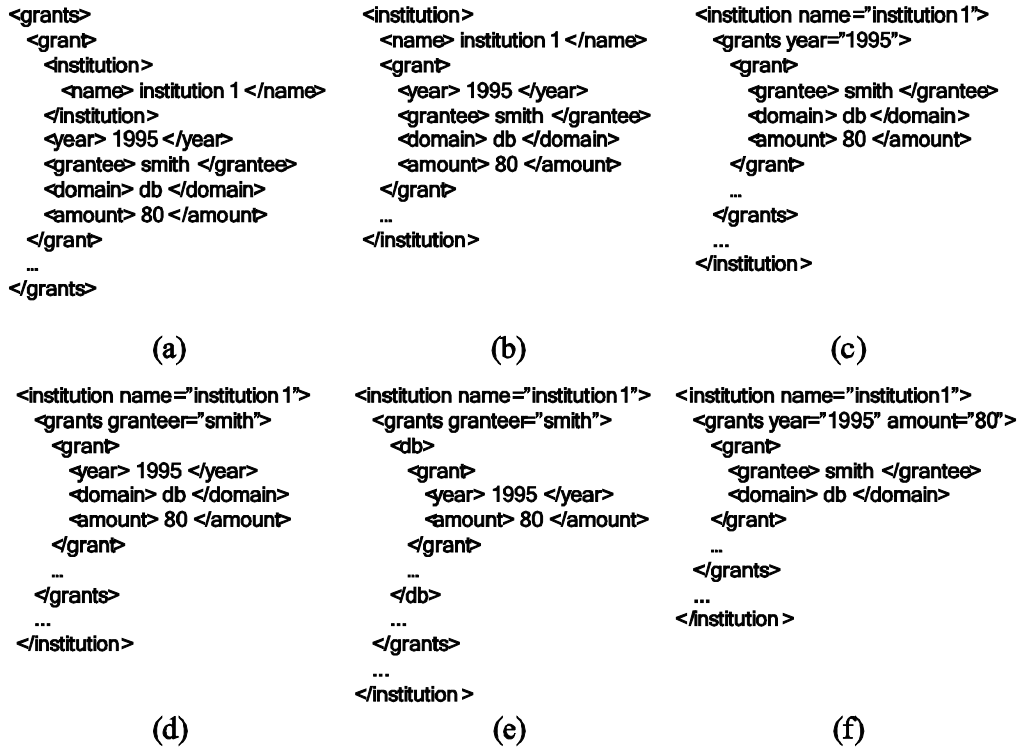 <grants>
<grant>
<institution>
<name> institution 1 </name>
</institution>
<year> 1995 </year>
<grantee> smith </grantee>
<domain> db </domain>
<amount> 80 </amount>
</grant>
...
</grants>
(a)
<institution>
<name> institution 1 </name>
<grant>
<year> 1995 </year>
<grantee> smith </grantee>
<domain> db </domain>
<amount> 80 </amount>
</grant>
...
</institution>
(b)
<institution name="institution1">
<grants year="1995">
<grant>
<grantee> smith </grantee>
<domain> db </domain>
<amount> 80 </amount>
</grant>
...
</grants>
...
</institution>
(c)
<institution name="institution1">
<grants granteer="smith">
<grant>
<year> 1995 </year>
<domain> db </domain>
<amount> 80 </amount>
</grant>
...
</grants>
...
</institution>
(d)
<institution name="institution1">
<grants granteer="smith">
<db>
<grant>
<year> 1995 </year>
<amount> 80 </amount>
</grant>
...
</db>
...
</grants>
...
</institution>
(e)
<institution name="institution1">
<grants year="1995" amount="80">
<grant>
<grantee> smith </grantee>
<domain> db </domain>
</grant>
...
</grants>
...
</institution>
(f)